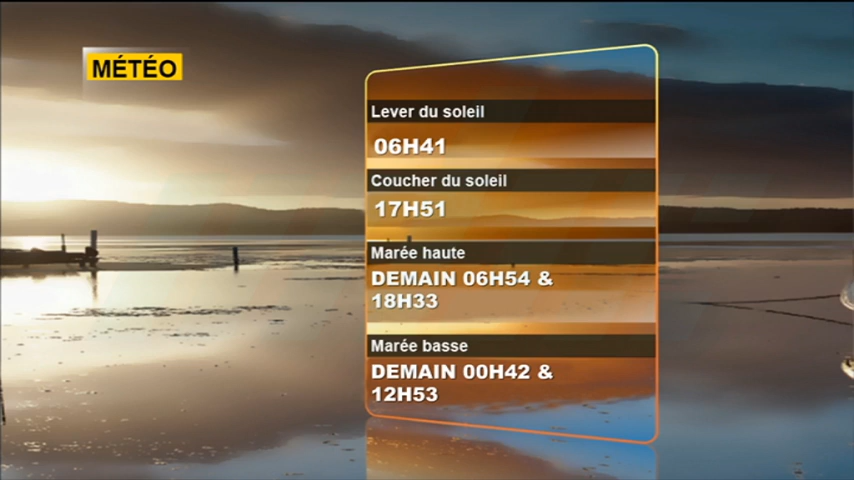 MÉTÉO
Lever du soleil
06H41
Coucher du soleil
17H51
Marée haute
DEMAIN 06H54 &
18H33
Marée basse
DEMAIN 00H42 &
12H53